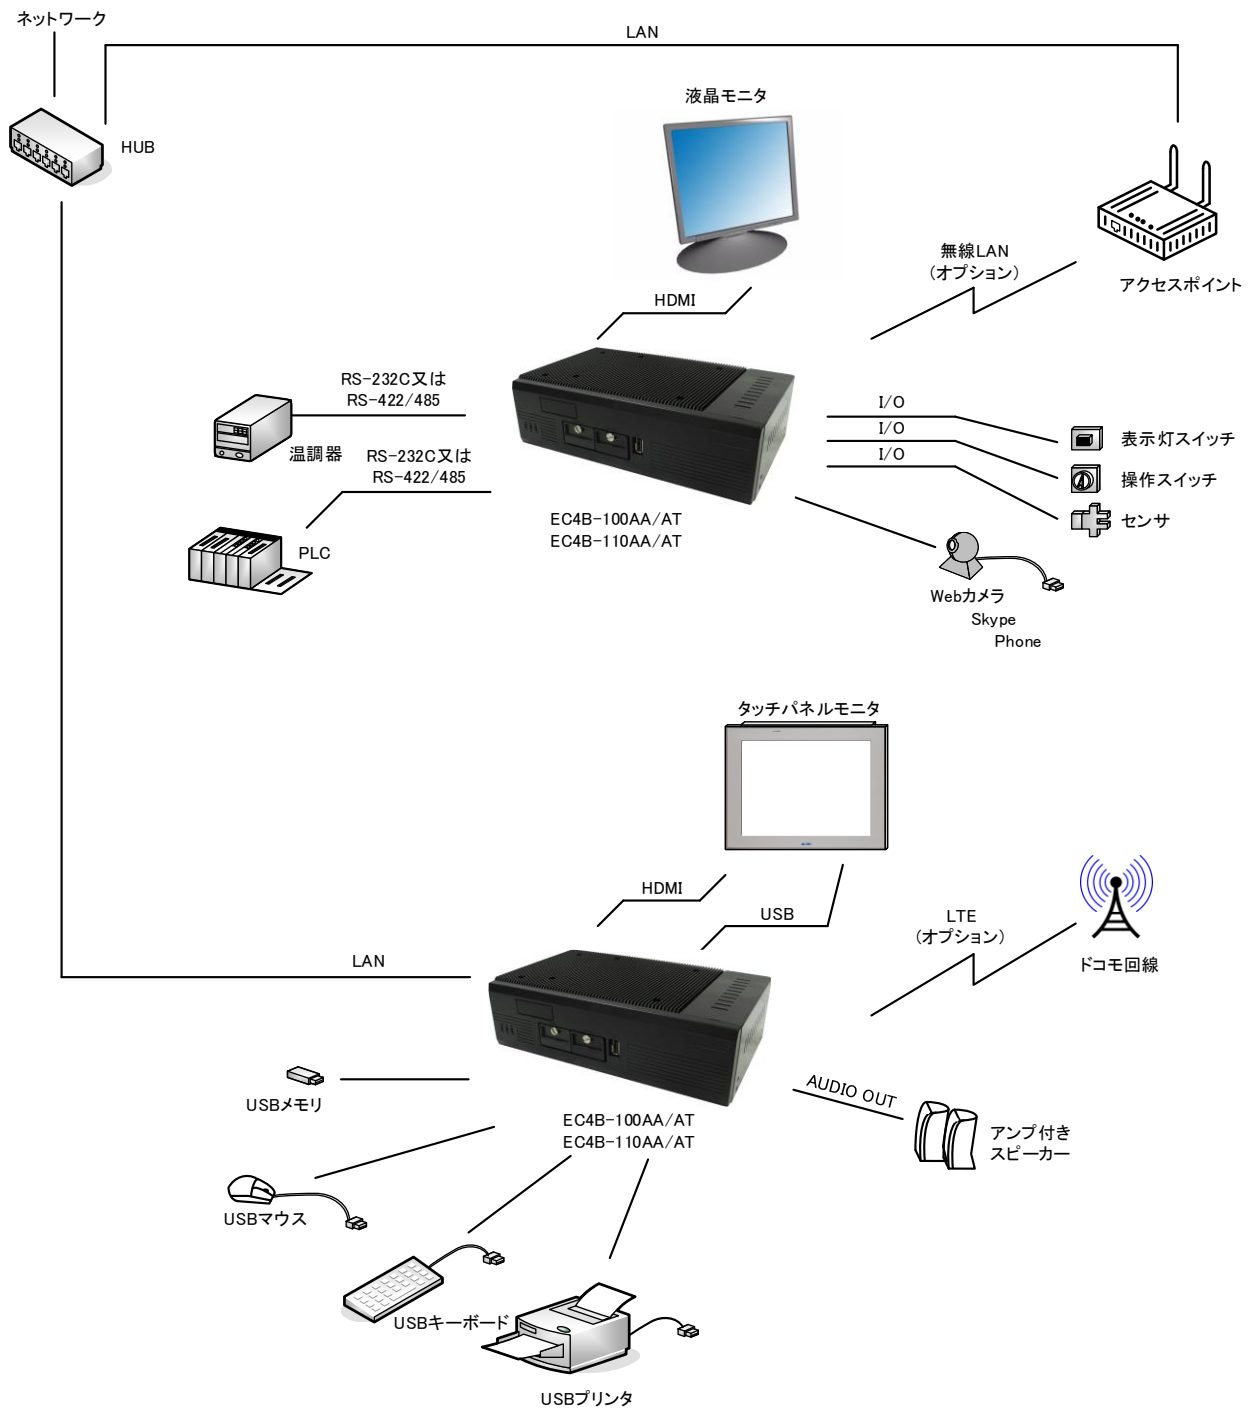 ネットワーク
LAN
液晶モニタ
HUB
無線LAN
(オプション)
アクセスポイント
HDMI
RS-232C又は
RS-422/485
温調器
RS-232C又は
RS-422/485
PLC
I/O
I/O
I/O
表示灯スイッチ
操作スイッチ
センサ
EC4B-100AA/AT
EC4B-110AA/AT
Webカメラ
Skype
Phone
タッチパネルモニタ
HDMI
USB
LTE
(オプション)
ドコモ回線
LAN
USBメモリ
AUDIO OUT
EC4B-100AA/AT
EC4B-110AA/AT
アンプ付き
スピーカー
USBマウス
USBキーボード
USBプリンタ